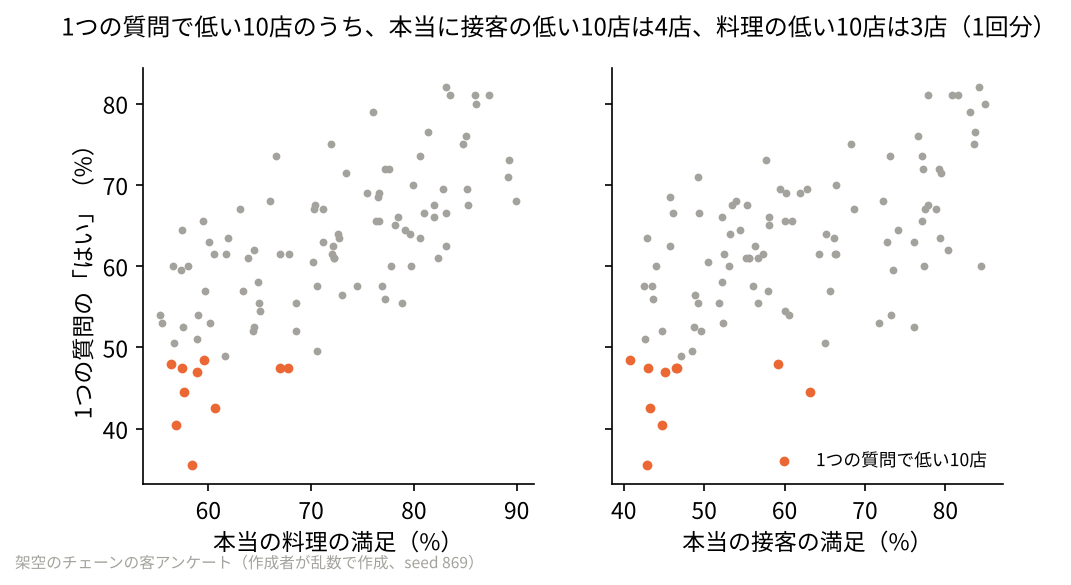 1つの質問で低い10店のうち、本当に接客の低い10店は4店、料理の低い10店は3店（1回分）
1つの質問の「はい」（%）
80
70
60
50
40
60
70
80
90
本当の料理の満足（%）
1つの質問で低い10店
40
50
60
70
80
本当の接客の満足（%）
架空のチェーンの客アンケート（作成者が乱数で作成、seed 869）